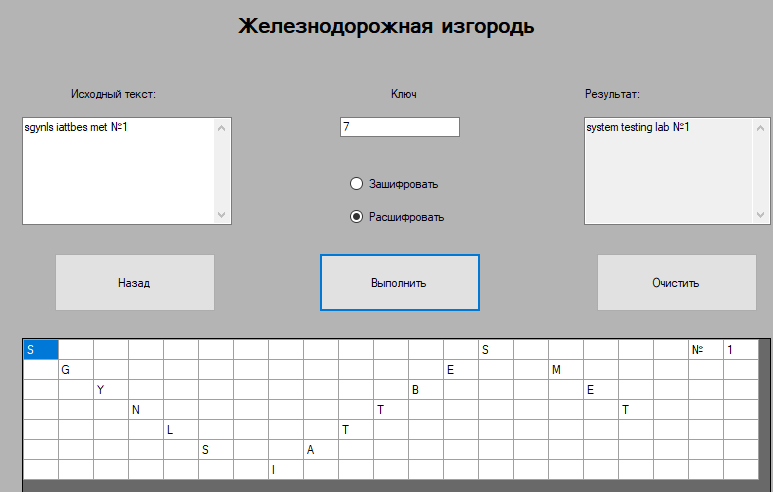 Железнодорожная изгородь
Исходный текст: Ключ Результат:
sgynls iattbes met №1 7 system testing lab №1
Зашифровать
Расшифровать
Назад Выполнить Очистить
S S № 1
G E M
Y B E
N T T
L T
S A
I